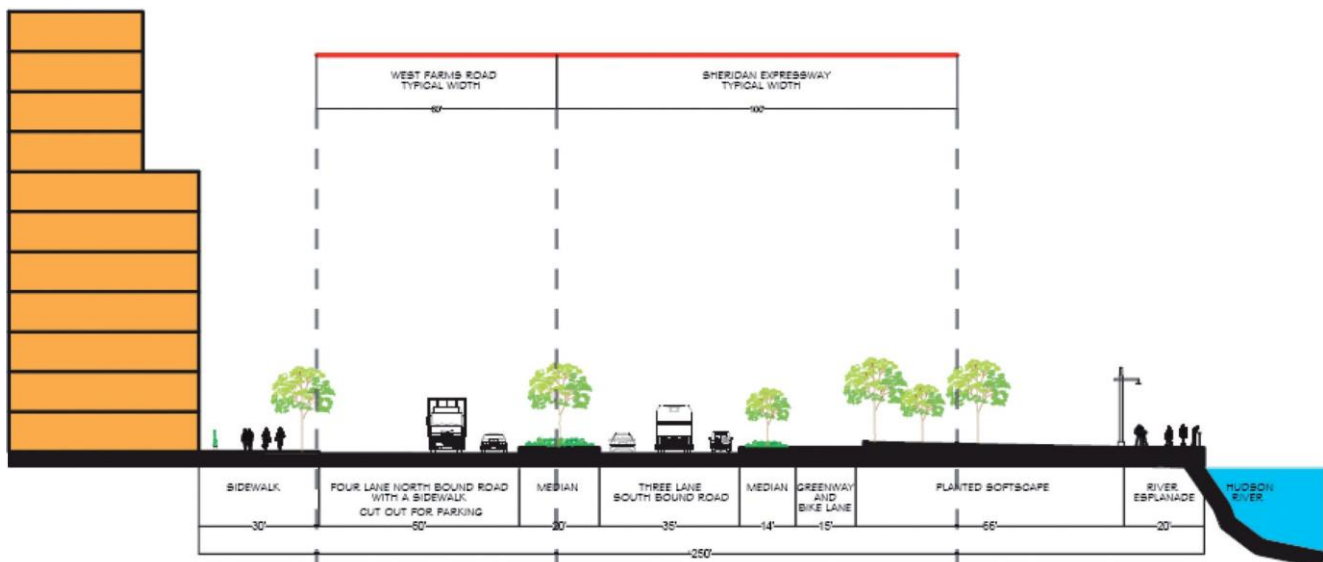 WEST FARMS ROAD
TYPICAL WIDTH
60'
SHERIDAN EXPRESSWAY
TYPICAL WIDTH
100'
SIDEWALK
30'
FOUR LANE NORTH BOUND ROAD
WITH A SIDEWALK
CUT OUT FOR PARKING
50'
MEDIAN
20'
THREE LANE
SOUTH BOUND ROAD
35'
MEDIAN
14'
GREENWAY
AND
BIKE LANE
15'
PLANTED SOFTSCAPE
66'
RIVER
ESPLANADE
20'
HUDSON
RIVER
250'